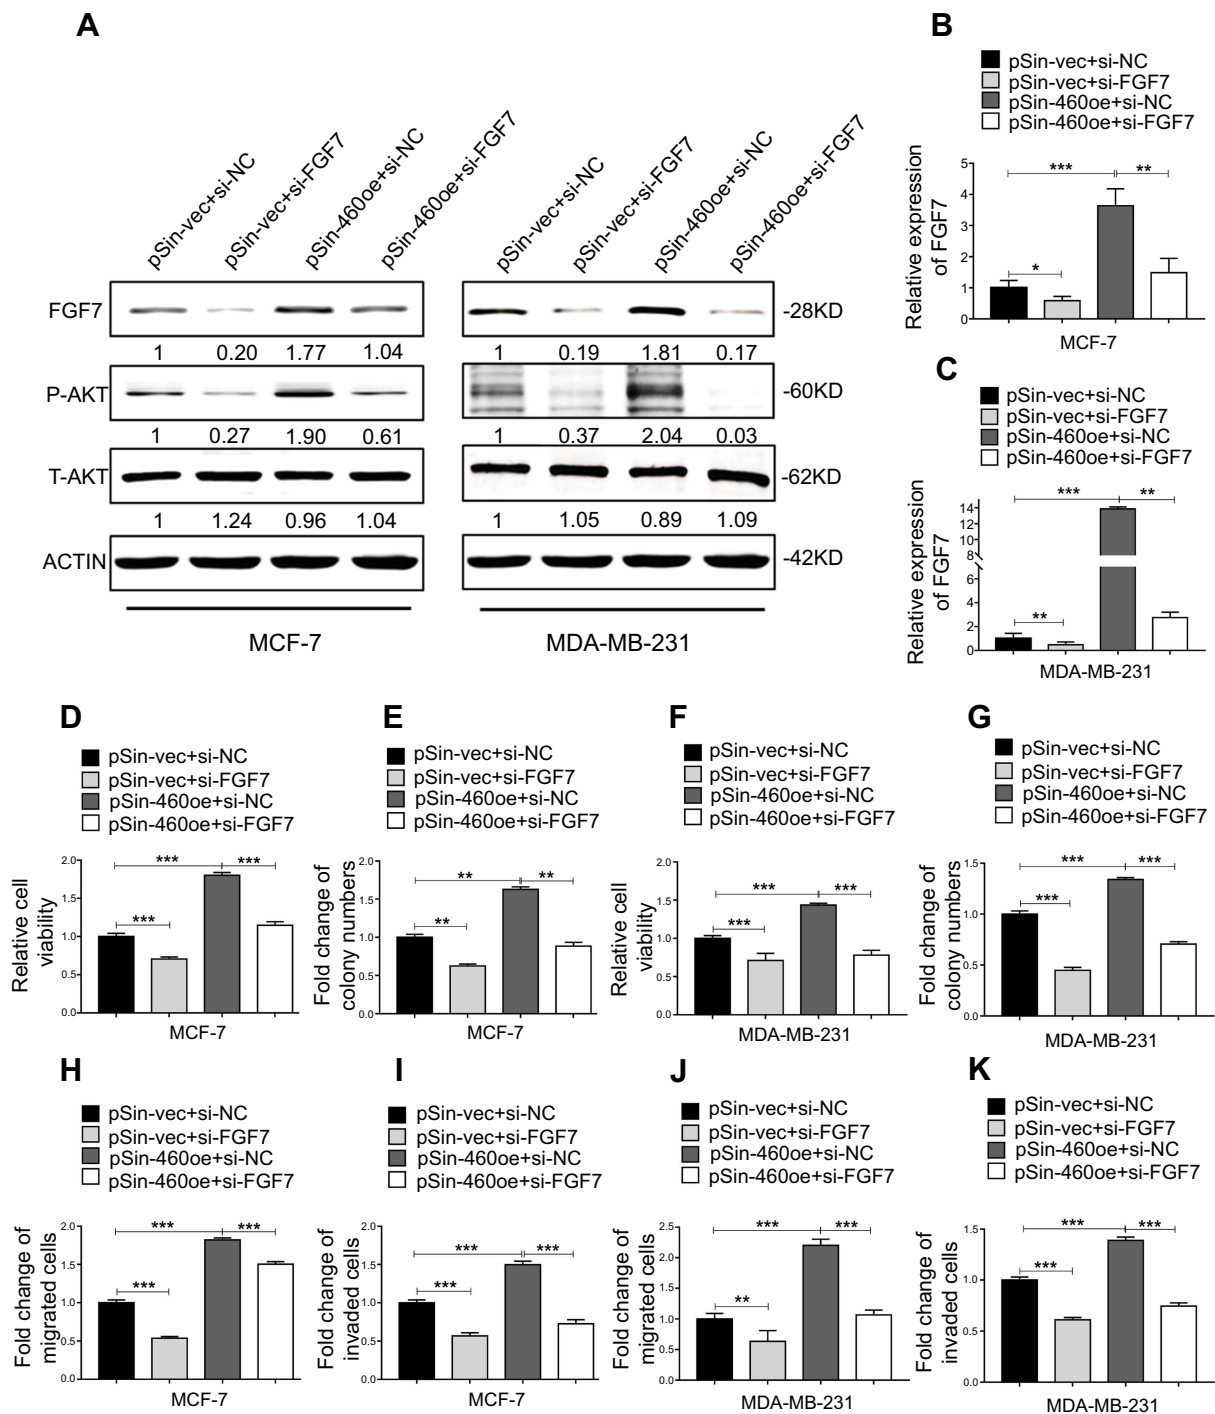 A
pSin-vec+si-NC
pSin-vec+si-FGF7
pSin-460oe+si-NC
pSin-460oe+si-FGF7
pSin-vec+si-NC
pSin-vec+si-FGF7
pSin-460oe+si-NC
pSin-460oe+si-FGF7
FGF7
-28KD
1 0.20 1.77 1.04 1 0.19 1.81 0.17
P-AKT
-60KD
1 0.27 1.90 0.61 1 0.37 2.04 0.03
T-AKT
-62KD
1 1.24 0.96 1.04 1 1.05 0.89 1.09
ACTIN
-42KD
MCF-7
MDA-MB-231
B
pSin-vec+si-NC
pSin-vec+si-FGF7
pSin-460oe+si-NC
pSin-460oe+si-FGF7
Relative expression
of FGF7
5
4
3
2
1
0
*** **
*
MCF-7
C
pSin-vec+si-NC
pSin-vec+si-FGF7
pSin-460oe+si-NC
pSin-460oe+si-FGF7
Relative expression
of FGF7
14
12
10
8
6
4
2
0
*** **
**
MDA-MB-231
D
pSin-vec+si-NC
pSin-vec+si-FGF7
pSin-460oe+si-NC
pSin-460oe+si-FGF7
Relative cell
viability
2.0
1.5
1.0
0.5
0.0
*** ***
***
MCF-7
E
pSin-vec+si-NC
pSin-vec+si-FGF7
pSin-460oe+si-NC
pSin-460oe+si-FGF7
Fold change of
colony numbers
2.0
1.5
1.0
0.5
0.0
** **
**
MCF-7
F
pSin-vec+si-NC
pSin-vec+si-FGF7
pSin-460oe+si-NC
pSin-460oe+si-FGF7
Relative cell
viability
2.0
1.5
1.0
0.5
0.0
*** ***
***
MDA-MB-231
G
pSin-vec+si-NC
pSin-vec+si-FGF7
pSin-460oe+si-NC
pSin-460oe+si-FGF7
Fold change of
colony numbers
1.5
1.0
0.5
0.0
*** ***
***
MDA-MB-231
H
pSin-vec+si-NC
pSin-vec+si-FGF7
pSin-460oe+si-NC
pSin-460oe+si-FGF7
Fold change of
migrated cells
2.0
1.5
1.0
0.5
0.0
*** ***
***
MCF-7
I
pSin-vec+si-NC
pSin-vec+si-FGF7
pSin-460oe+si-NC
pSin-460oe+si-FGF7
Fold change of
invaded cells
2.0
1.5
1.0
0.5
0.0
*** ***
***
MCF-7
J
pSin-vec+si-NC
pSin-vec+si-FGF7
pSin-460oe+si-NC
pSin-460oe+si-FGF7
Fold change of
migrated cells
2.5
2.0
1.5
1.0
0.5
0.0
*** ***
**
MDA-MB-231
K
pSin-vec+si-NC
pSin-vec+si-FGF7
pSin-460oe+si-NC
pSin-460oe+si-FGF7
Fold change of
invaded cells
1.5
1.0
0.5
0.0
*** ***
***
MDA-MB-231